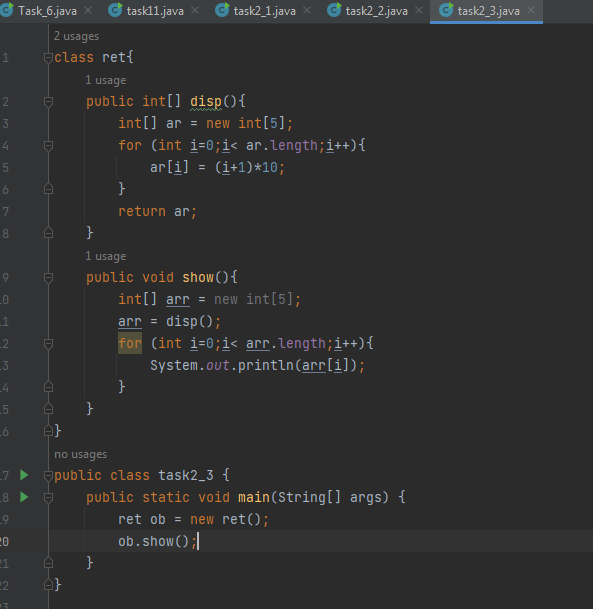 Task_6.java task11.java task2_1.java task2_2.java task2_3.java
2 usages
1 class ret{
1 usage
2 public int[] disp(){
3 int[] ar = new int[5];
4 for (int i=0;i< ar.length;i++){
5 ar[i] = (i+1)*10;
6 }
7 return ar;
8 }
1 usage
9 public void show(){
10 int[] arr = new int[5];
11 arr = disp();
12 for (int i=0;i< arr.length;i++){
13 System.out.println(arr[i]);
14 }
15 }
16 }
no usages
17 public class task2_3 {
18 public static void main(String[] args) {
19 ret ob = new ret();
20 ob.show();
21 }
22 }
23